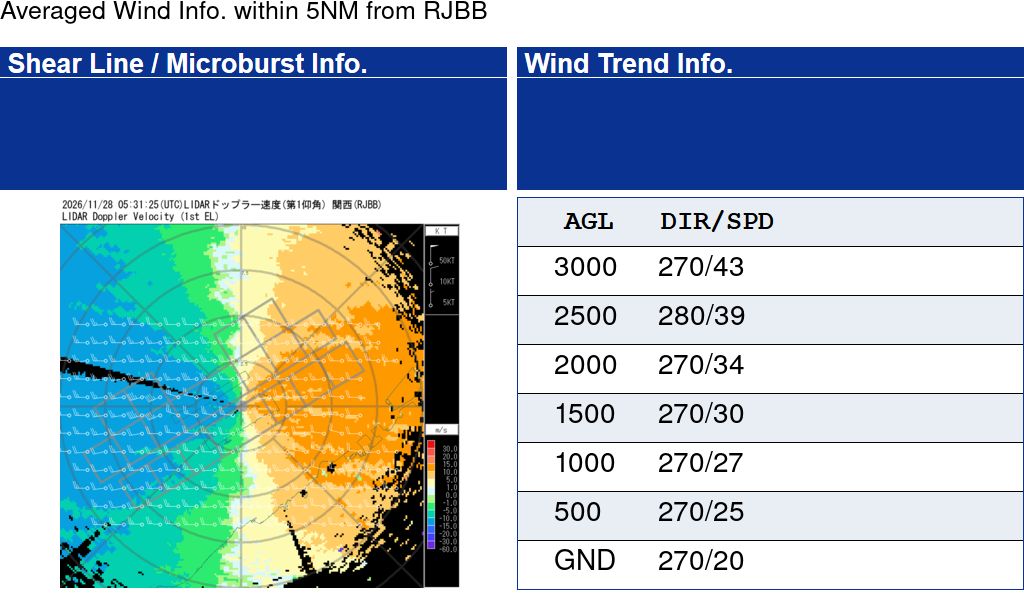 Averaged Wind Info. within 5NM from RJBB
Shear Line / Microburst Info.
Wind Trend Info.
2026/11/28 05:31:25(UTC)LIDARドップラー速度(第1仰角) 関西(RJBB)
LIDAR Doppler Velocity (1st EL)
K T
50KT
10KT
5KT
m/s
30.0
20.0
15.0
10.0
5.0
1.0
0.0
-1.0
-5.0
-10.0
-15.0
-20.0
-30.0
-60.0
AGL DIR/SPD
3000 270/43
2500 280/39
2000 270/34
1500 270/30
1000 270/27
500 270/25
GND 270/20